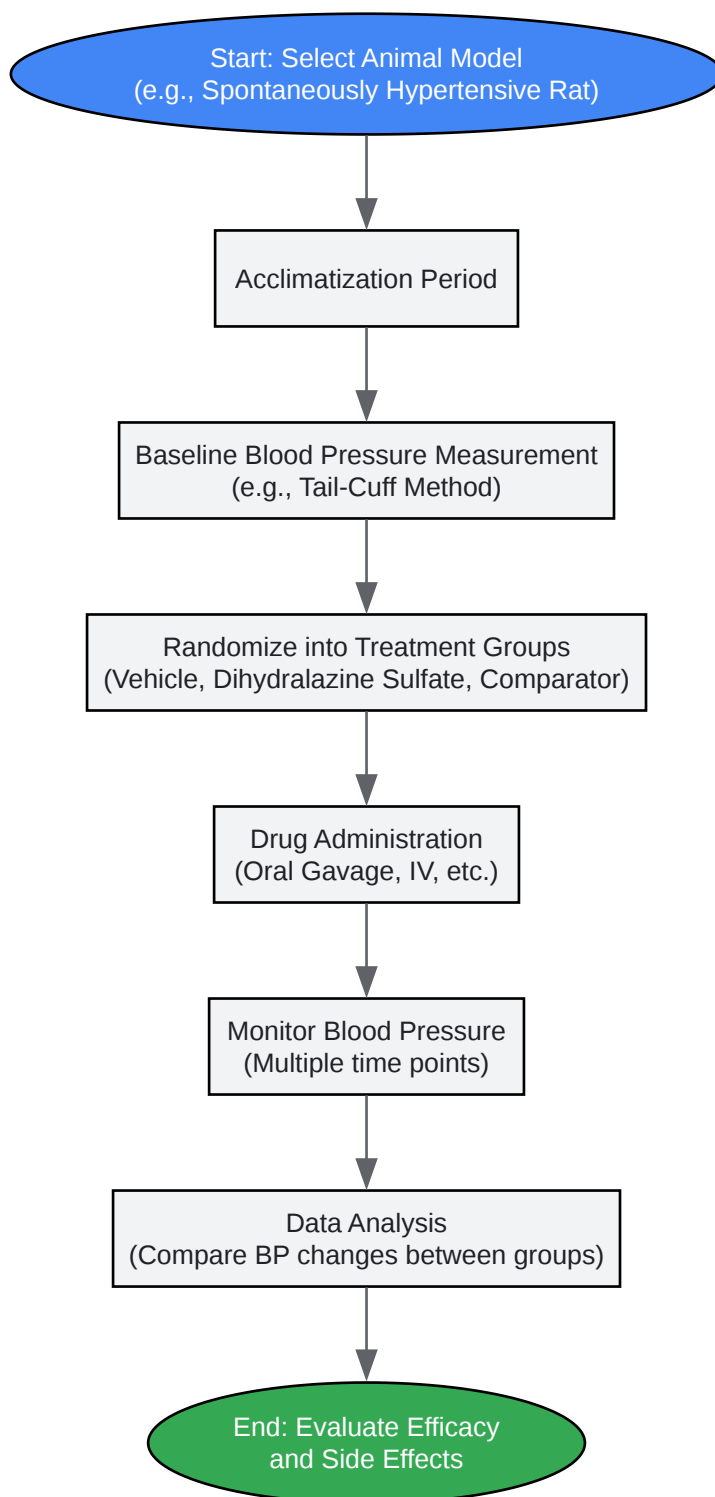 Start: Select Animal Model
(e.g., Spontaneously Hypertensive Rat)
Acclimatization Period
Baseline Blood Pressure Measurement
(e.g., Tail-Cuff Method)
Randomize into Treatment Groups
(Vehicle, Dihydralazine Sulfate, Comparator)
Drug Administration
(Oral Gavage, IV, etc.)
Monitor Blood Pressure
(Multiple time points)
Data Analysis
(Compare BP changes between groups)
End: Evaluate Efficacy
and Side Effects